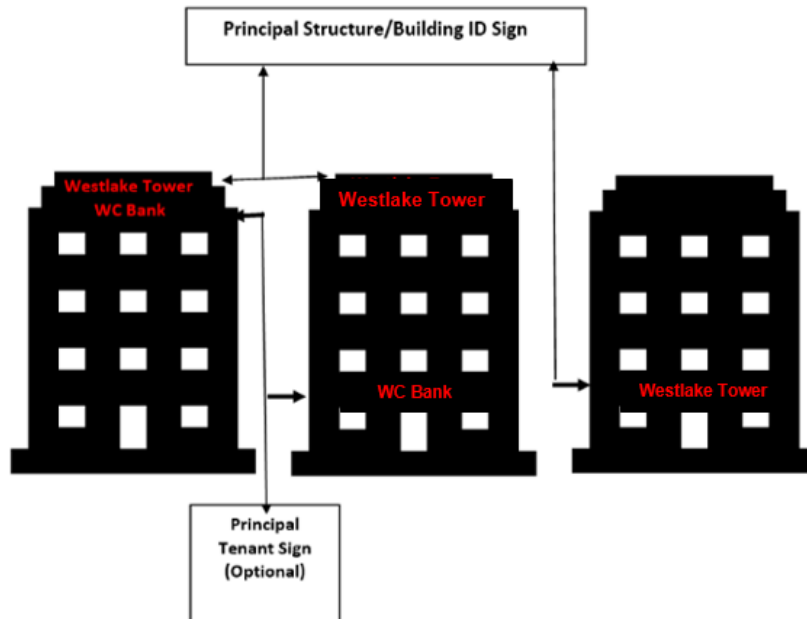 Principal Structure/Building ID Sign
Westlake Tower
WC Bank
Westlake Tower
WC Bank
Westlake Tower
Principal
Tenant Sign
(Optional)